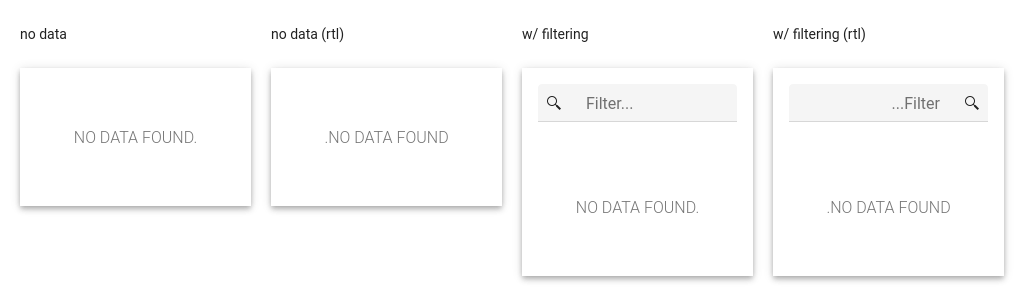 no data
no data (rtl)
w/ filtering
w/ filtering (rtl)
Filter...
...Filter
NO DATA FOUND.
.NO DATA FOUND
NO DATA FOUND.
.NO DATA FOUND